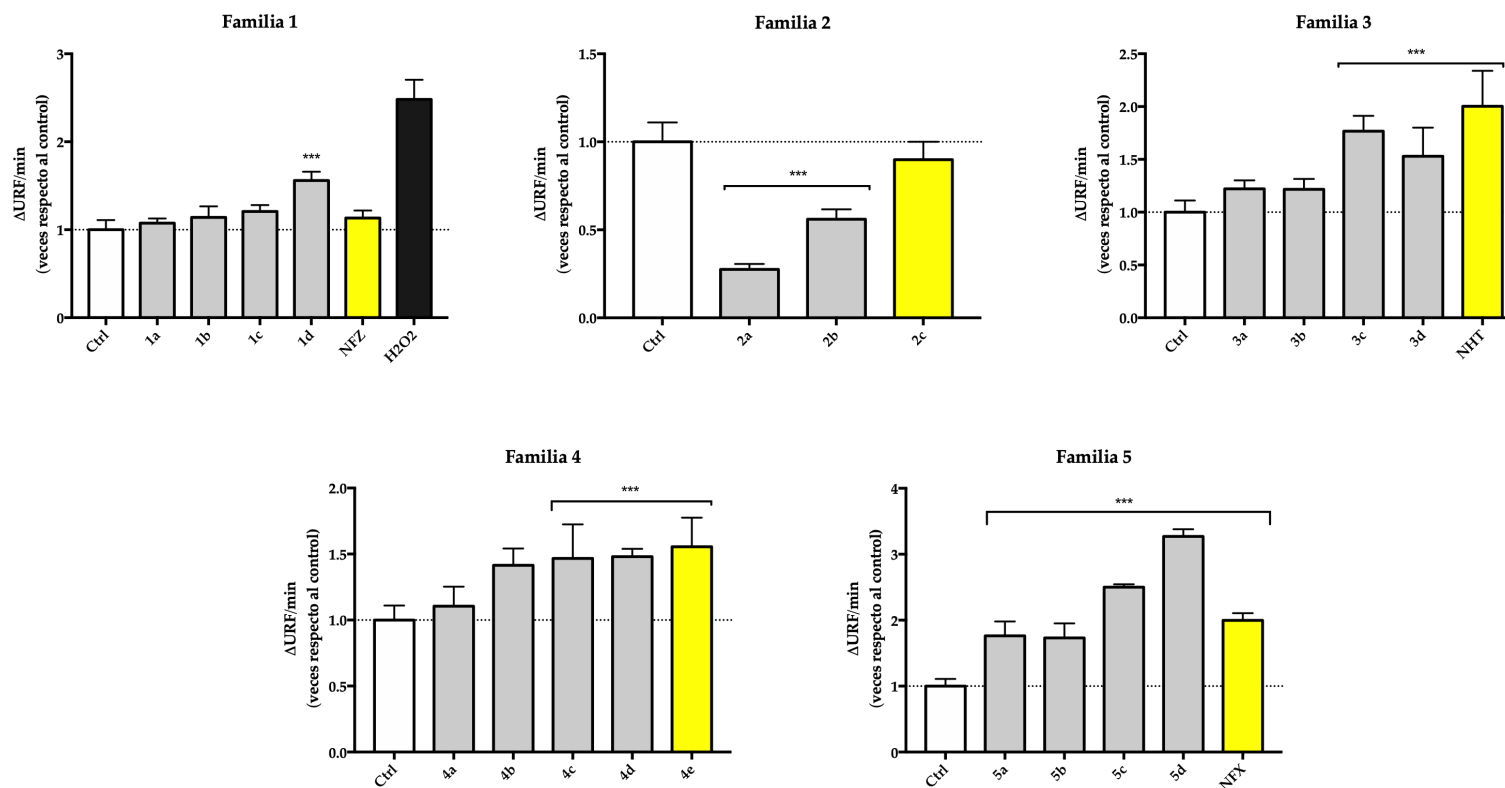 Familia 1
ΔURF/min
(veces respecto al control)
3
2
1
0
***
Ctrl
1a
1b
1c
1d
NFZ
H2O2
Familia 2
ΔURF/min
(veces respecto al control)
1.5
1.0
0.5
0.0
***
Ctrl
2a
2b
2c
Familia 3
ΔURF/min
(veces respecto al control)
2.5
2.0
1.5
1.0
0.5
0.0
***
Ctrl
3a
3b
3c
3d
NHT
Familia 4
ΔURF/min
(veces respecto al control)
2.0
1.5
1.0
0.5
0.0
***
Ctrl
4a
4b
4c
4d
4e
Familia 5
ΔURF/min
(veces respecto al control)
4
3
2
1
0
***
Ctrl
5a
5b
5c
5d
NFX